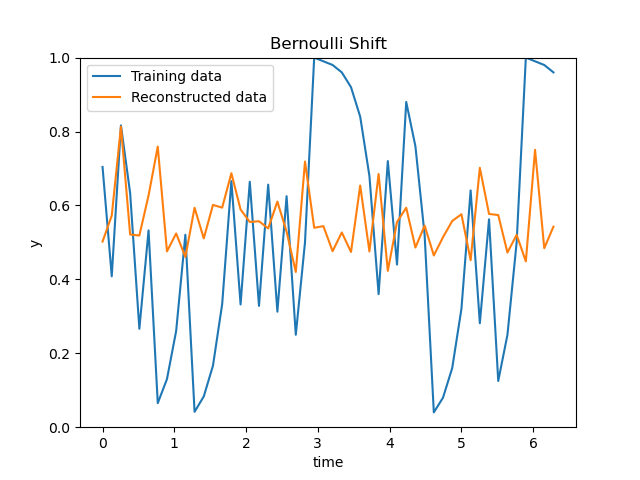 Bernoulli Shift
Training data
Reconstructed data
1.0
0.8
0.6
0.4
0.2
0.0
y
0 1 2 3 4 5 6
time